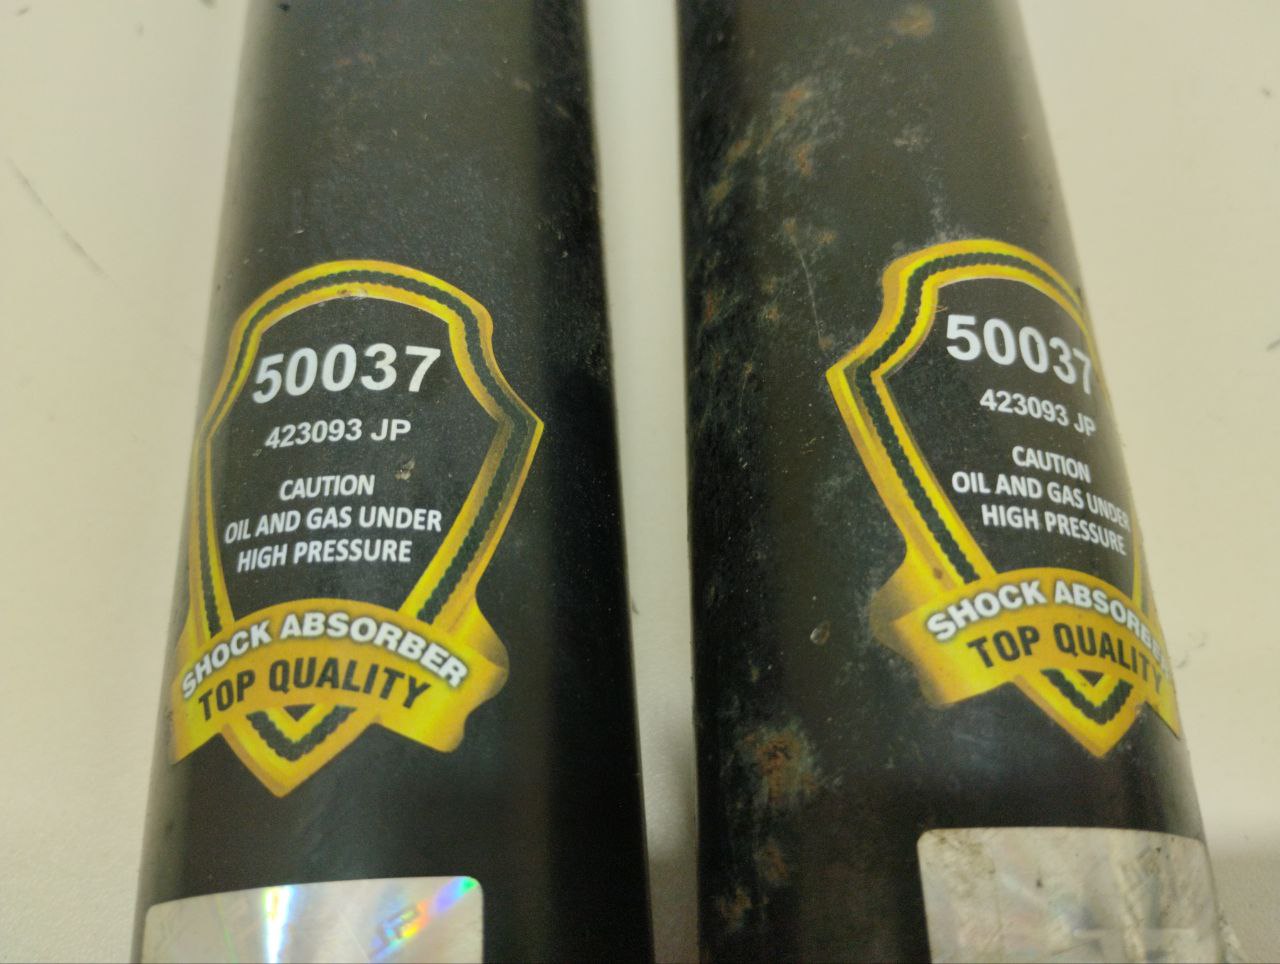 50037
423093 JP
CAUTION
OIL AND GAS UNDER
HIGH PRESSURE
SHOCK ABSORBER
TOP QUALITY
50037
423093 JP
CAUTION
OIL AND GAS UNDER
HIGH PRESSURE
SHOCK ABSORBER
TOP QUALITY